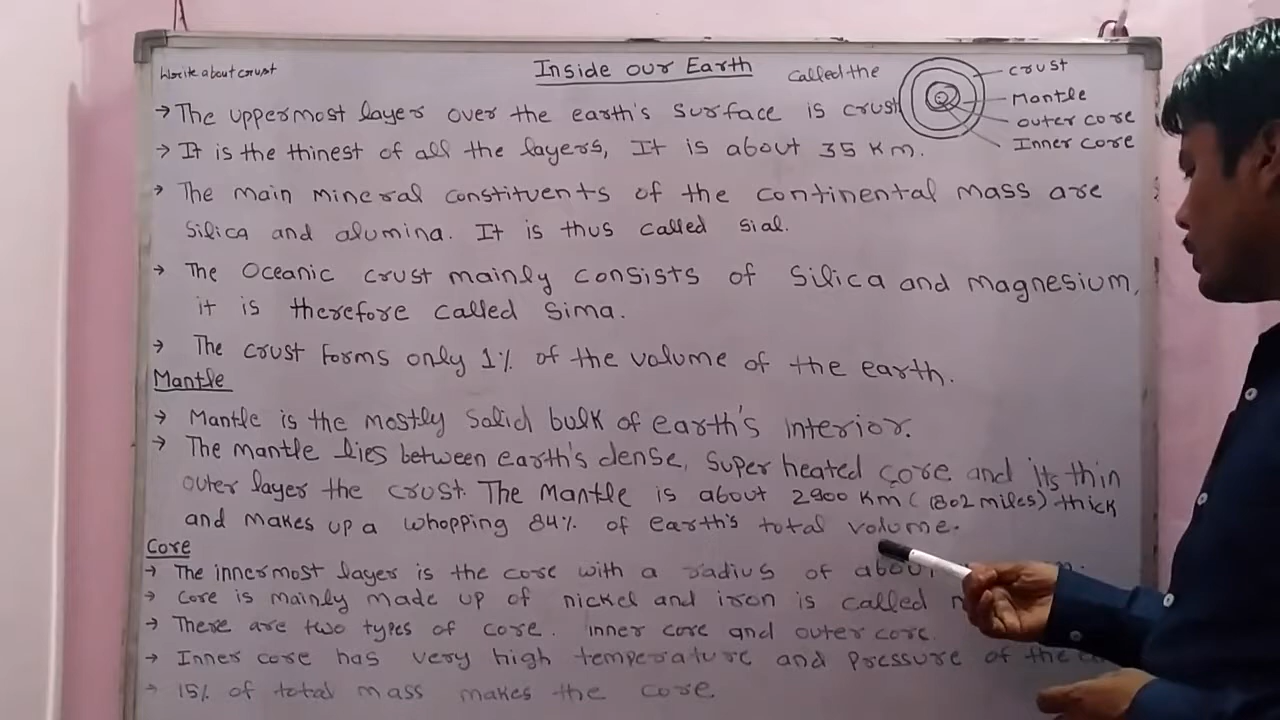 Write about crust
Inside our Earth
called the
crust
Mantle
outer core
Inner core
→ The uppermost layer over the earth's surface is crust
→ It is the thinest of all the layers, It is about 35 Km.
→ The main mineral constituents of the continental mass are
Silica and alumina. It is thus called sial.
→ The Oceanic crust mainly consists of Silica and magnesium,
it is therefore called Sima.
→ The crust Forms only 1% of the volume of the earth.
Mantle
→ Mantle is the mostly Solid bulk of earth's interior.
→ The mantle lies between earth's dense, Super heated core and its thin
outer layer the crust. The Mantle is about 2900 Km (1802 miles) thick
and makes up a whopping 84% of earth's total volume.
Core
→ The innermost layer is the core with a radius of about
→ Core is mainly made up of nickel and iron is called
→ There are two types of core. inner core and outer core.
→ Inner core has very high temperature and pressure of the
→ 15% of total mass makes the core.